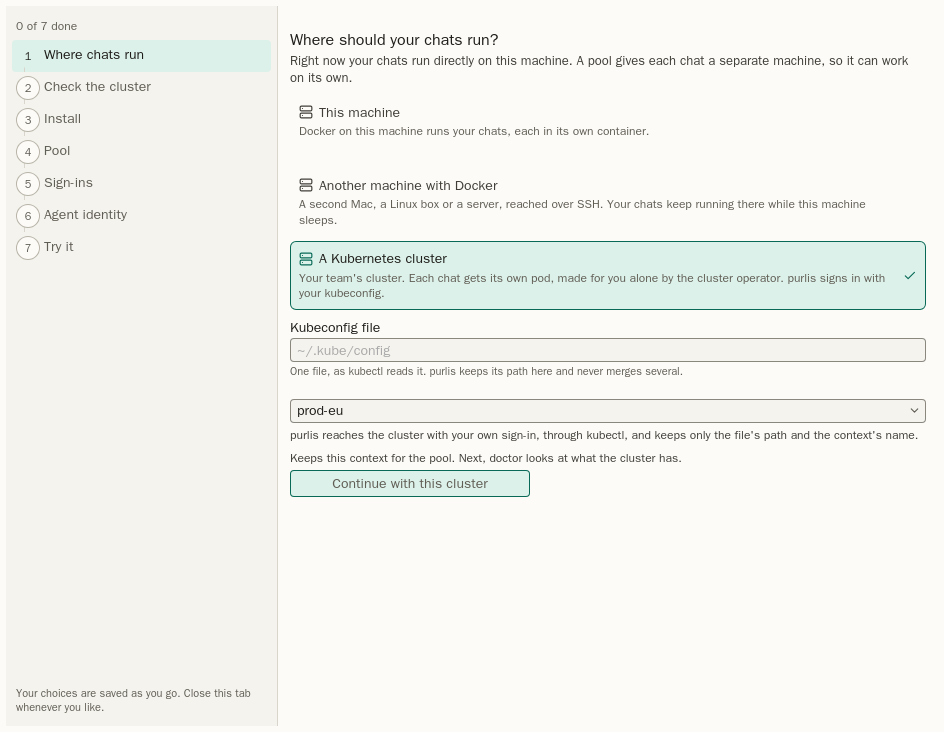 0 of 7 done
1 Where chats run
2 Check the cluster
3 Install
4 Pool
5 Sign-ins
6 Agent identity
7 Try it
Your choices are saved as you go. Close this tab
whenever you like.
Where should your chats run?
Right now your chats run directly on this machine. A pool gives each chat a separate machine, so it can work
on its own.
This machine
Docker on this machine runs your chats, each in its own container.
Another machine with Docker
A second Mac, a Linux box or a server, reached over SSH. Your chats keep running there while this machine
sleeps.
A Kubernetes cluster
Your team's cluster. Each chat gets its own pod, made for you alone by the cluster operator. purlis signs in with
your kubeconfig.
Kubeconfig file
~/.kube/config
One file, as kubectl reads it. purlis keeps its path here and never merges several.
prod-eu
purlis reaches the cluster with your own sign-in, through kubectl, and keeps only the file's path and the context's name.
Keeps this context for the pool. Next, doctor looks at what the cluster has.
Continue with this cluster